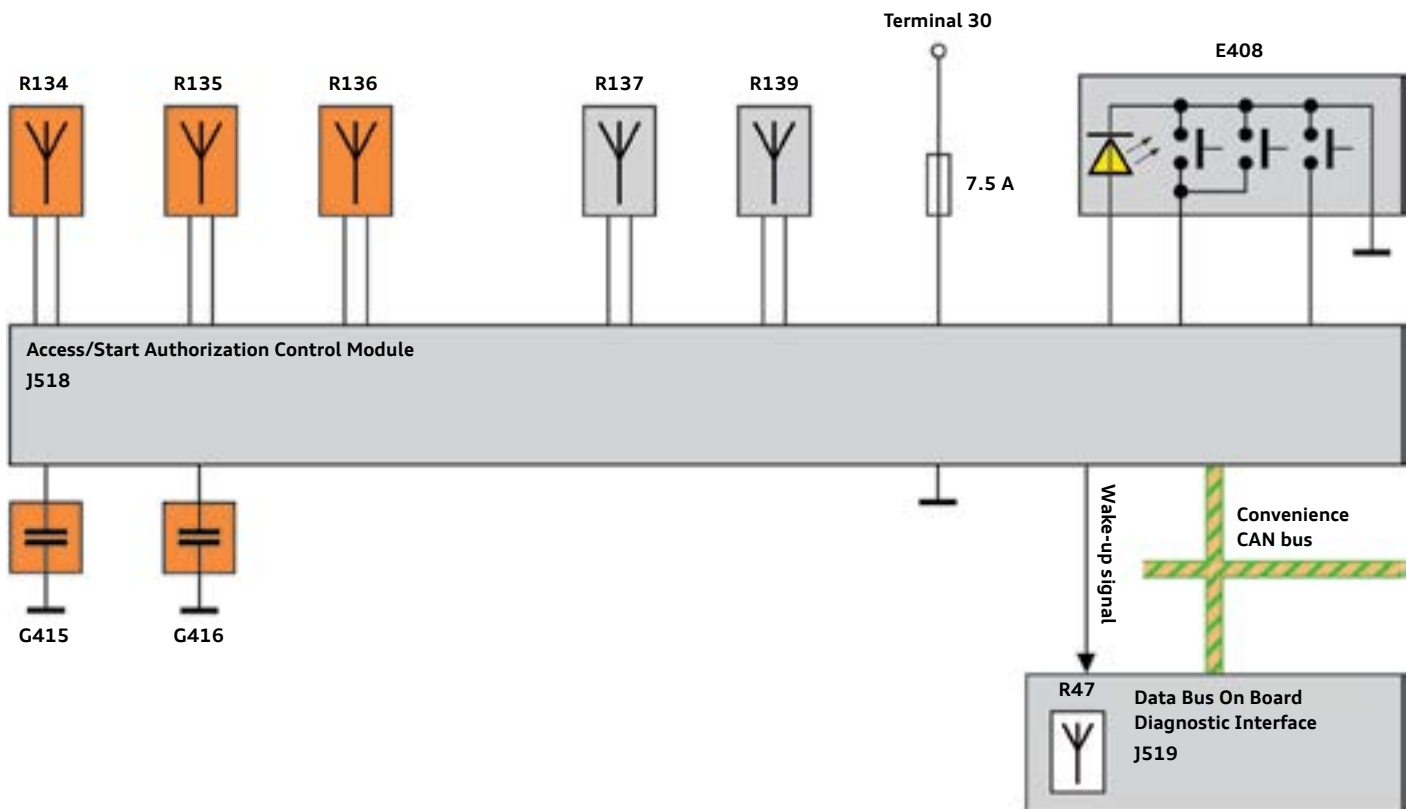 Terminal 30
E408
R134
R135
R136
R137
R139
7.5 A
Access/Start Authorization Control Module
J518
Wake-up signal
Convenience
CAN bus
G415
G416
R47
Data Bus On Board
Diagnostic Interface
J519